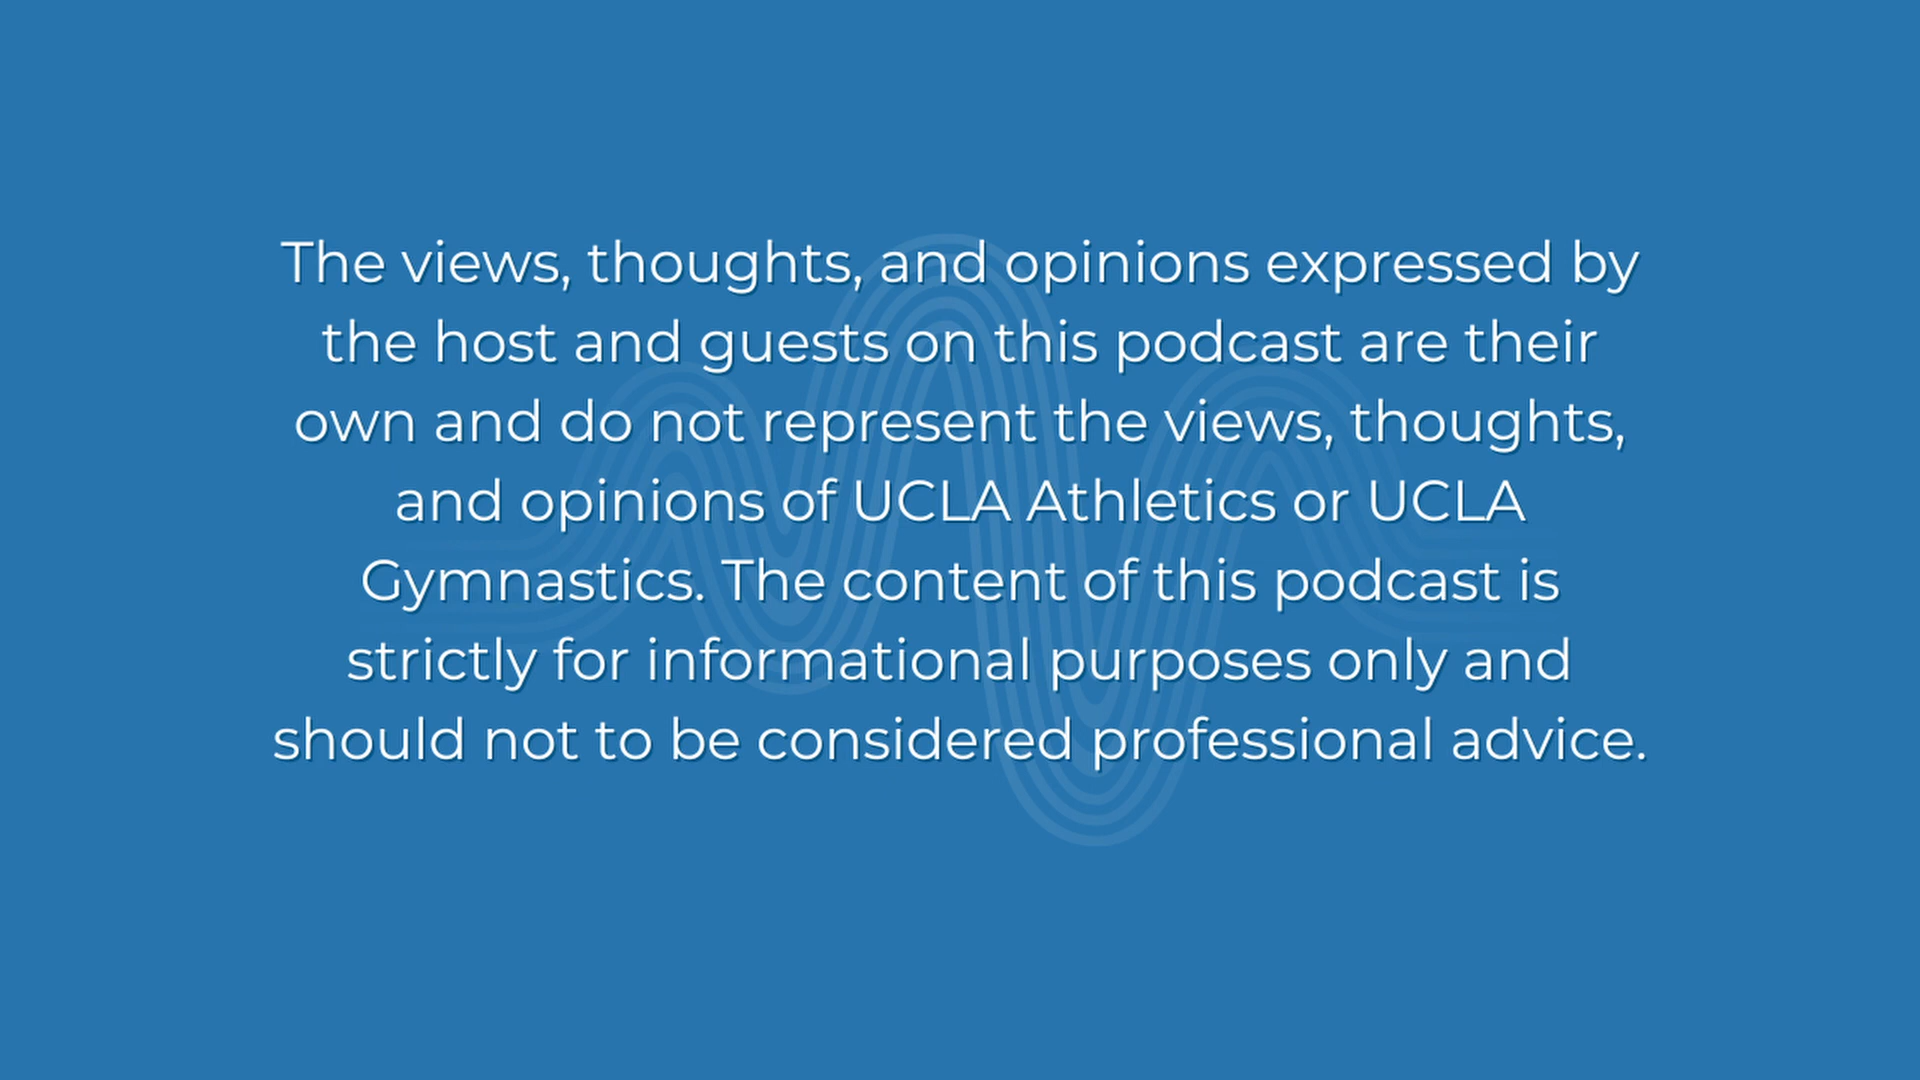 The views, thoughts, and opinions expressed by
the host and guests on this podcast are their
own and do not represent the views, thoughts,
and opinions of UCLA Athletics or UCLA
Gymnastics. The content of this podcast is
strictly for informational purposes only and
should not to be considered professional advice.